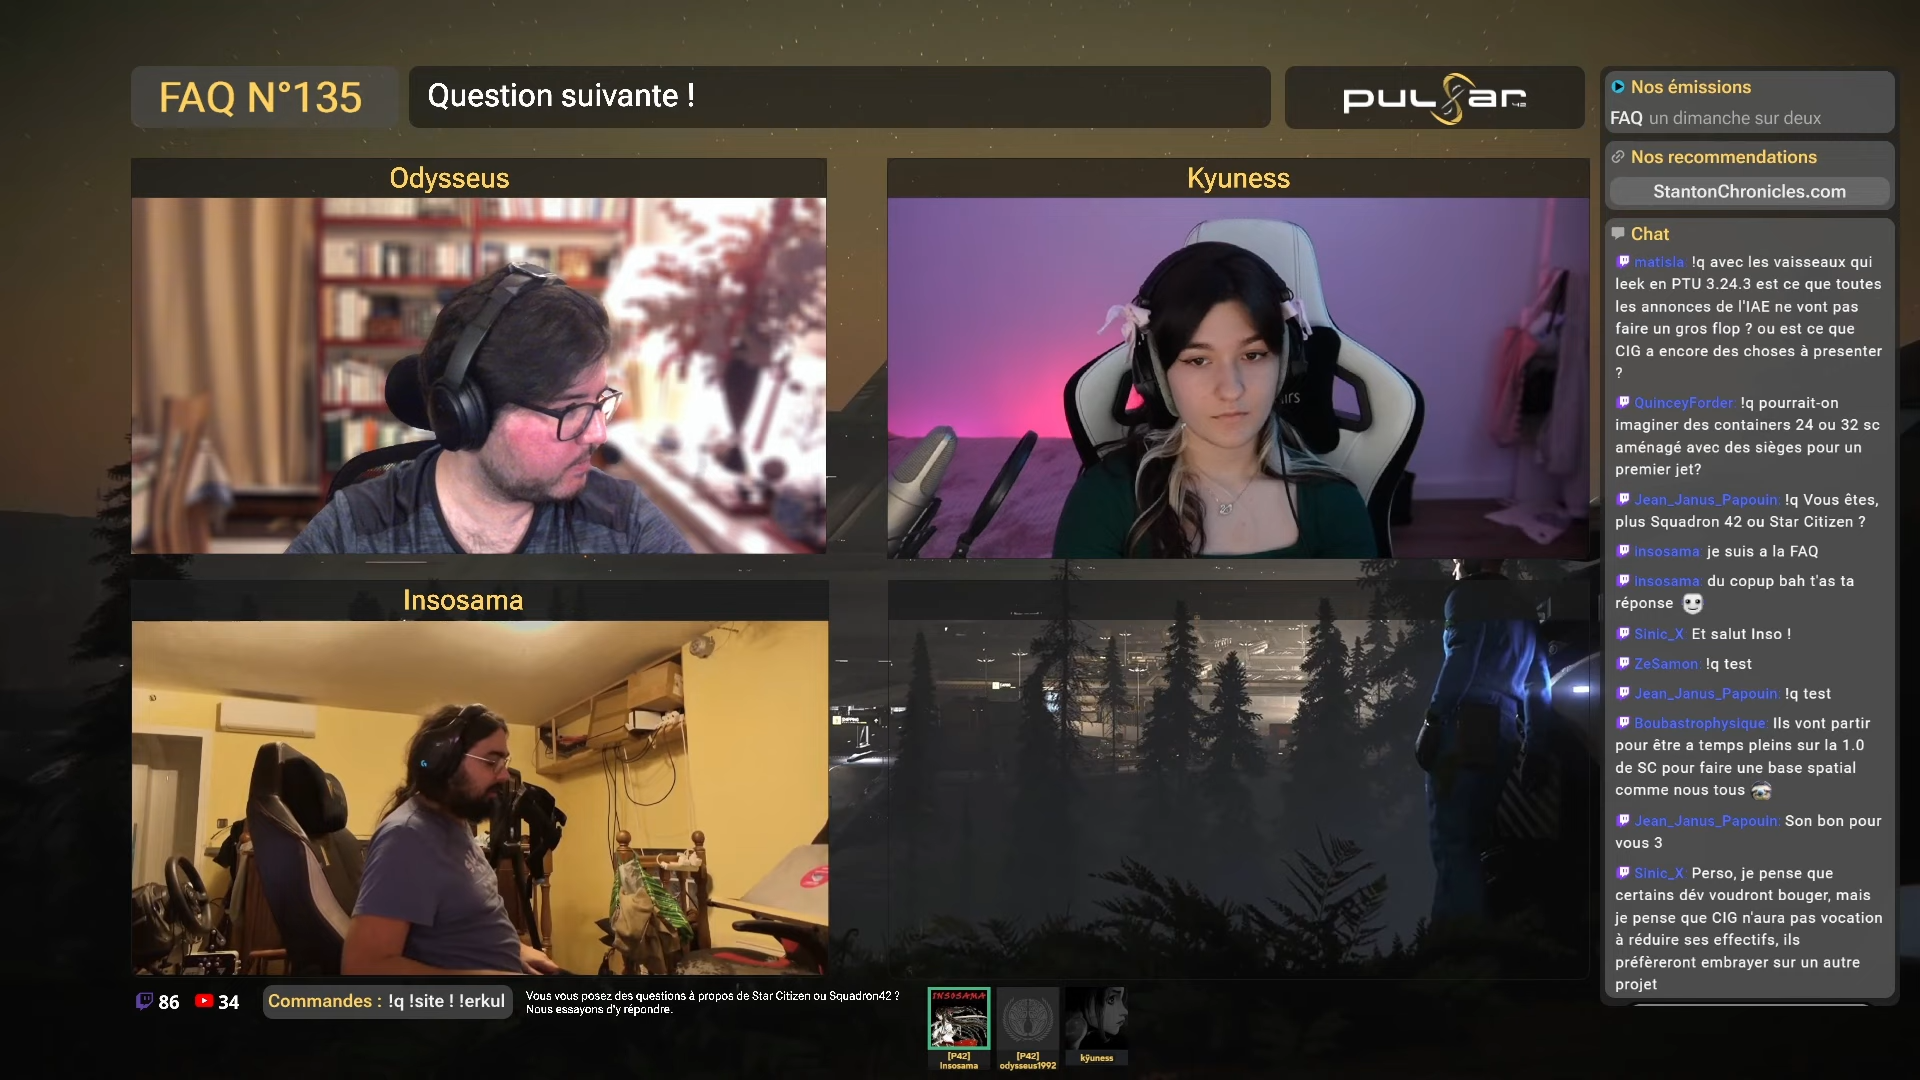 FAQ N°135
Question suivante !
pulsar 42
Odysseus
Kyuness
Insosama
Nos émissions
FAQ un dimanche sur deux
Nos recommendations
StantonChronicles.com
Chat
matisla !q avec les vaisseaux qui
leek en PTU 3.24.3 est ce que toutes
les annonces de l'IAE ne vont pas
faire un gros flop ? ou est ce que
CIG a encore des choses à presenter
?
QuinceyForder: !q pourrait-on
imaginer des containers 24 ou 32 sc
aménagé avec des sièges pour un
premier jet?
Jean_Janus_Papouin: !q Vous êtes,
plus Squadron 42 ou Star Citizen ?
insosama: je suis a la FAQ
insosama: du copup bah t'as ta
réponse
Sinic_X: Et salut Inso !
ZeSamon: !q test
Jean_Janus_Papouin: !q test
Boubastrophysique: Ils vont partir
pour être a temps pleins sur la 1.0
de SC pour faire une base spatial
comme nous tous
Jean_Janus_Papouin: Son bon pour
vous 3
Sinic_X: Perso, je pense que
certains dév voudront bouger, mais
je pense que CIG n'aura pas vocation
à réduire ses effectifs, ils
préfèreront embrayer sur un autre
projet
86
34
Commandes : !q !site ! !erkul
Vous vous posez des questions à propos de Star Citizen ou Squadron42 ?
Nous essayons d'y répondre.
INSOSAMA
[P42]
Insosama
[P42]
odysseus1992
kÿuness